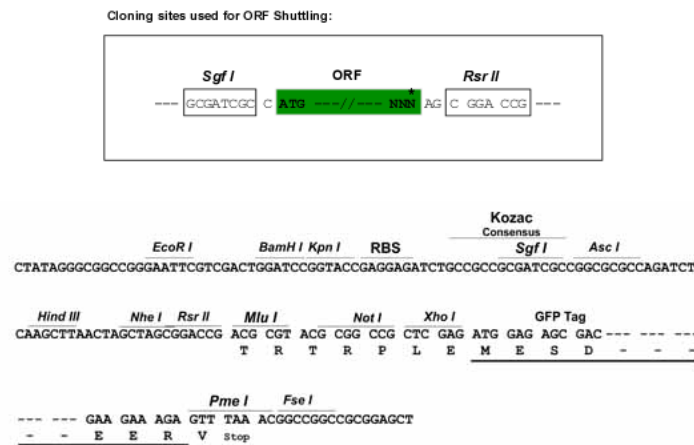 Cloning sites used for ORF Shuttling:
Sgf I ORF Rsr II
*
--- GCGATCGC C ATG ---//--- NNN AG C GGA CCG ---
Kozac
Consensus
EcoR I BamH I Kpn I RBS Sgf I Asc I
CTATAGGGCGGCCGGGAATTCGTCGACTGGATCCGGTACCGAGGAGATCTGCCGCCGCGATCGCCGGCGCGCCAGATCT
Hind III Nhe I Rsr II Mlu I Not I Xho I GFP Tag
CAAGCTTAACTAGCTAGCGGACCG ACG CGT ACG CGG CCG CTC GAG ATG GAG AGC GAC--- --- ---
T R T R P L E M E S D - - -
Pme I Fse I
--- --- GAA GAA AGA GTT TAA ACGGCCGGCCGCGGAGCT
- - E E R V Stop